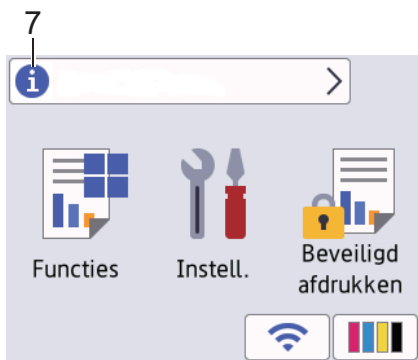 7
i
Functies
Instell.
Beveiligd
afdrukken